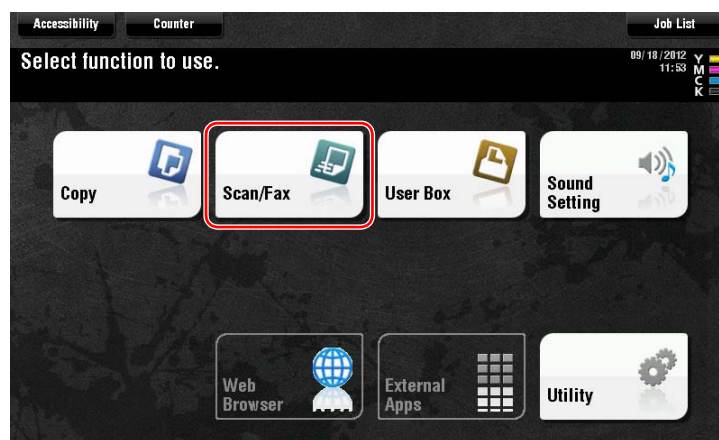 Accessibility
Counter
Job List
Select function to use.
09/18/2012
11:53
Y
M
C
K
Copy
Scan/Fax
User Box
Sound
Setting
Web
Browser
External
Apps
Utility